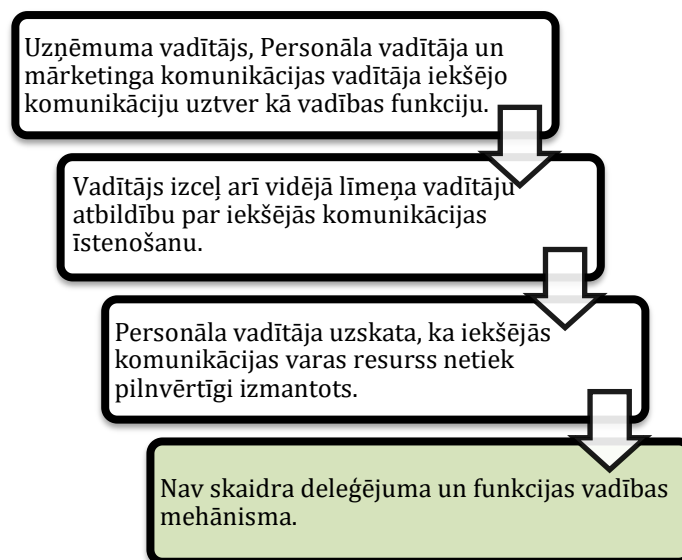 Uzņēmuma vadītājs, Personāla vadītāja un
mārketinga komunikācijas vadītāja iekšējo
komunikāciju uztver kā vadības funkciju.
Vadītājs izceļ arī vidējā līmeņa vadītāju
atbildību par iekšējās komunikācijas
īstenošanu.
Personāla vadītāja uzskata, ka iekšējās
komunikācijas varas resurss netiek
pilnvērtīgi izmantots.
Nav skaidra deleģējuma un funkcijas vadības
mehānisma.